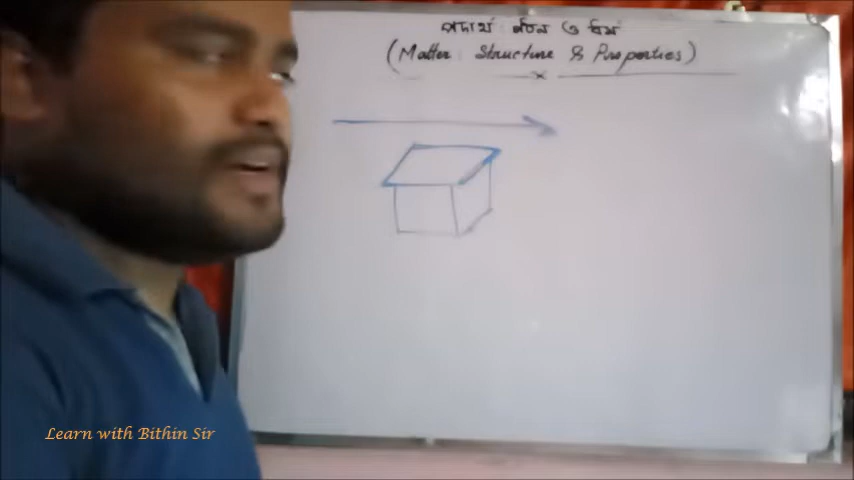 পদার্থ : গঠন ও ধর্ম
(Matter : Structure & Properties)
Learn with Bithin Sir